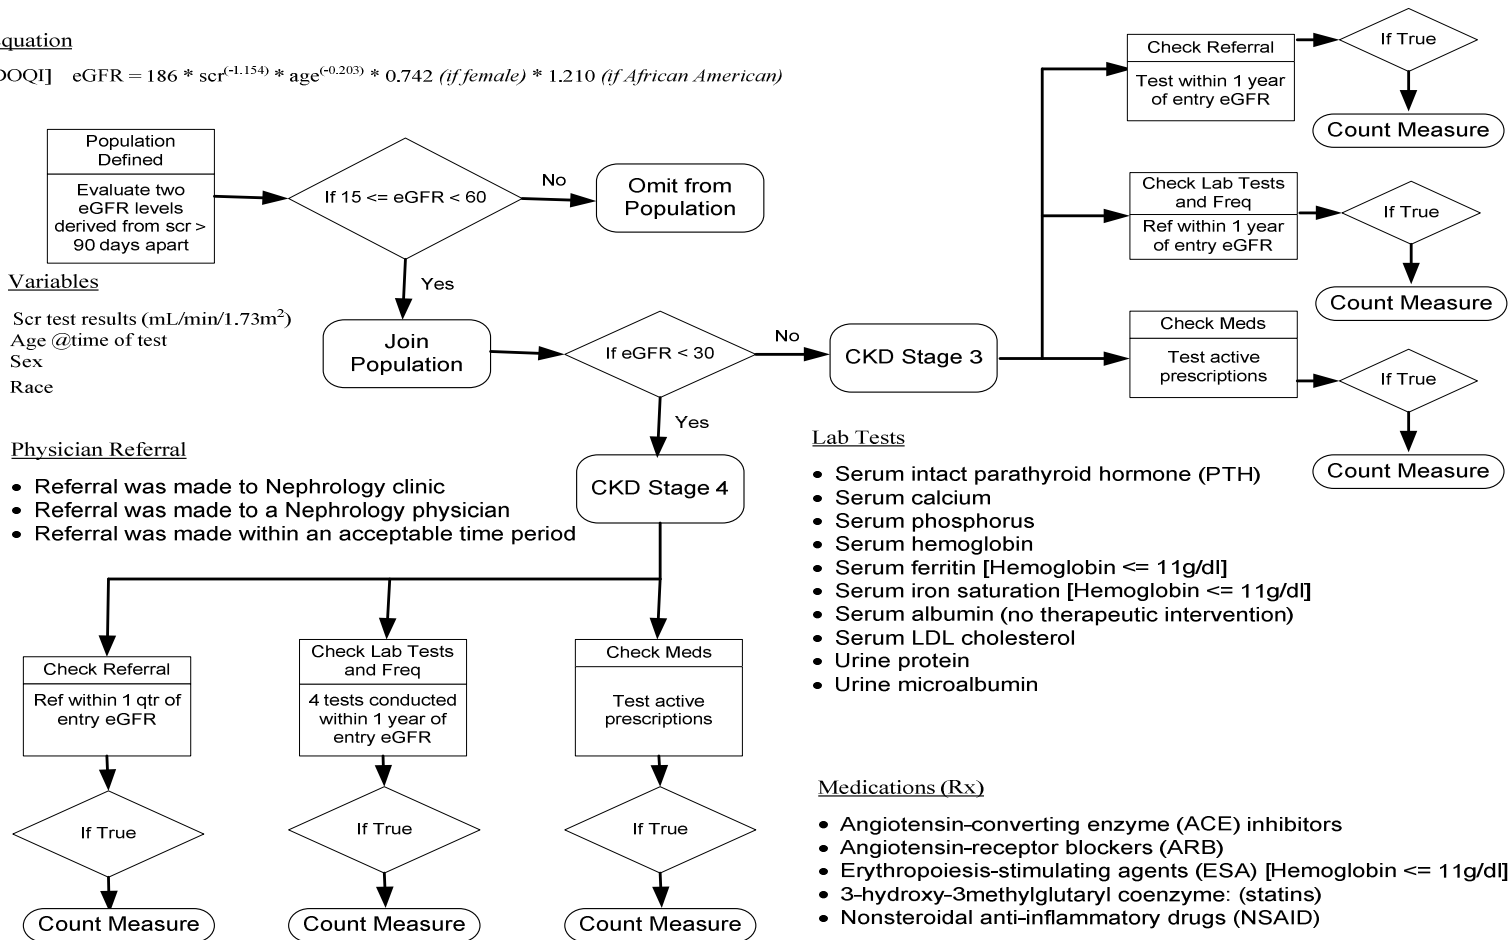 quation
DOQI] eGFR = 186 * scr(-1.154) * age(-0.203) * 0.742 (if female) * 1.210 (if African American)
Population
Defined
Evaluate two
eGFR levels
derived from scr >
90 days apart
If 15 <= eGFR < 60
No
Omit from
Population
Yes
Variables
Scr test results (mL/min/1.73m²)
Age @time of test
Sex
Race
Join
Population
If eGFR < 30
No
CKD Stage 3
Yes
CKD Stage 4
Check Referral
Test within 1 year
of entry eGFR
If True
Count Measure
Check Lab Tests
and Freq
Ref within 1 year
of entry eGFR
If True
Count Measure
Check Meds
Test active
prescriptions
If True
Count Measure
Physician Referral
• Referral was made to Nephrology clinic
• Referral was made to a Nephrology physician
• Referral was made within an acceptable time period
Lab Tests
• Serum intact parathyroid hormone (PTH)
• Serum calcium
• Serum phosphorus
• Serum hemoglobin
• Serum ferritin [Hemoglobin <= 11g/dl]
• Serum iron saturation [Hemoglobin <= 11g/dl]
• Serum albumin (no therapeutic intervention)
• Serum LDL cholesterol
• Urine protein
• Urine microalbumin
Check Referral
Ref within 1 qtr of
entry eGFR
If True
Count Measure
Check Lab Tests
and Freq
4 tests conducted
within 1 year of
entry eGFR
If True
Count Measure
Check Meds
Test active
prescriptions
If True
Count Measure
Medications (Rx)
• Angiotensin-converting enzyme (ACE) inhibitors
• Angiotensin-receptor blockers (ARB)
• Erythropoiesis-stimulating agents (ESA) [Hemoglobin <= 11g/dl]
• 3-hydroxy-3methylglutaryl coenzyme: (statins)
• Nonsteroidal anti-inflammatory drugs (NSAID)